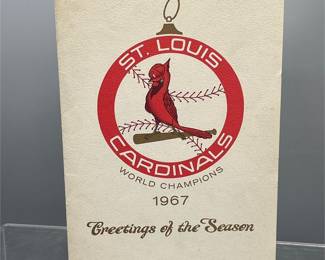 ST. LOUIS
CARDINALS
WORLD CHAMPIONS
1967
Greetings of the Season